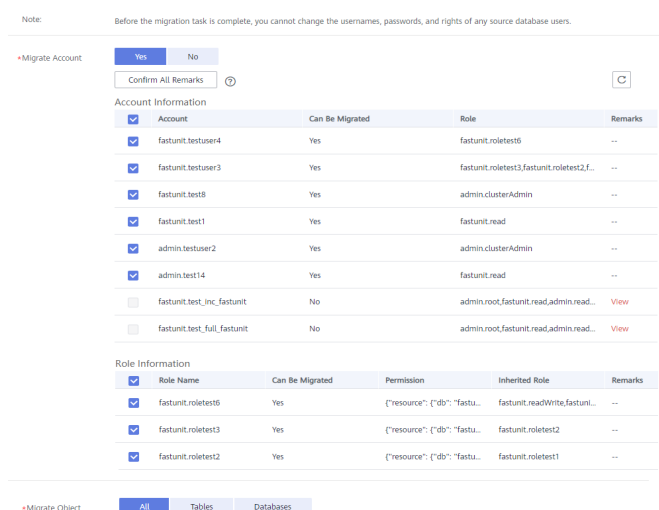 Note: Before the migration task is complete, you cannot change the usernames, passwords, and rights of any source database users.
*Migrate Account Yes No
Confirm All Remarks ?
Account Information
Account Can Be Migrated Role Remarks
fastunit.testuser4 Yes fastunit.roletest6 --
fastunit.testuser3 Yes fastunit.roletest3,fastunit.roletest2,f... --
fastunit.test8 Yes admin.clusterAdmin --
fastunit.test1 Yes fastunit.read --
admin.testuser2 Yes admin.clusterAdmin --
admin.test14 Yes fastunit.read --
fastunit.test_inc_fastunit No admin.root,fastunit.read,admin.read... View
fastunit.test_full_fastunit No admin.root,fastunit.read,admin.read... View
Role Information
Role Name Can Be Migrated Permission Inherited Role Remarks
fastunit.roletest6 Yes {"resource": {"db": "fastu... fastunit.readWrite,fastuni... --
fastunit.roletest3 Yes {"resource": {"db": "fastu... fastunit.roletest2 --
fastunit.roletest2 Yes {"resource": {"db": "fastu... fastunit.roletest1 --
*Migrate Object All Tables Databases